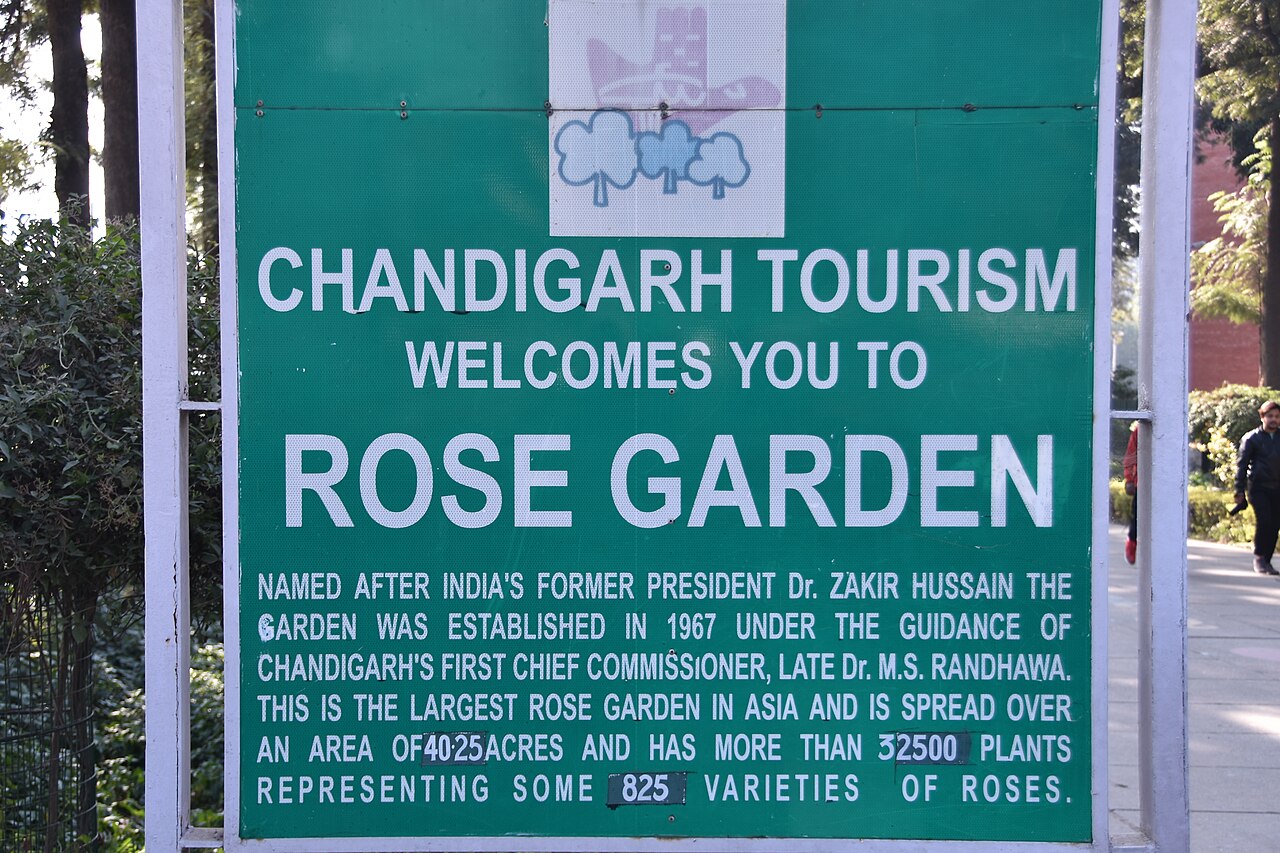 CHANDIGARH TOURISM
WELCOMES YOU TO
ROSE GARDEN
NAMED AFTER INDIA'S FORMER PRESIDENT Dr. ZAKIR HUSSAIN THE
GARDEN WAS ESTABLISHED IN 1967 UNDER THE GUIDANCE OF
CHANDIGARH'S FIRST CHIEF COMMISSIONER, LATE Dr. M.S. RANDHAWA.
THIS IS THE LARGEST ROSE GARDEN IN ASIA AND IS SPREAD OVER
AN AREA OF 40·25 ACRES AND HAS MORE THAN 32500 PLANTS
REPRESENTING SOME 825 VARIETIES OF ROSES.